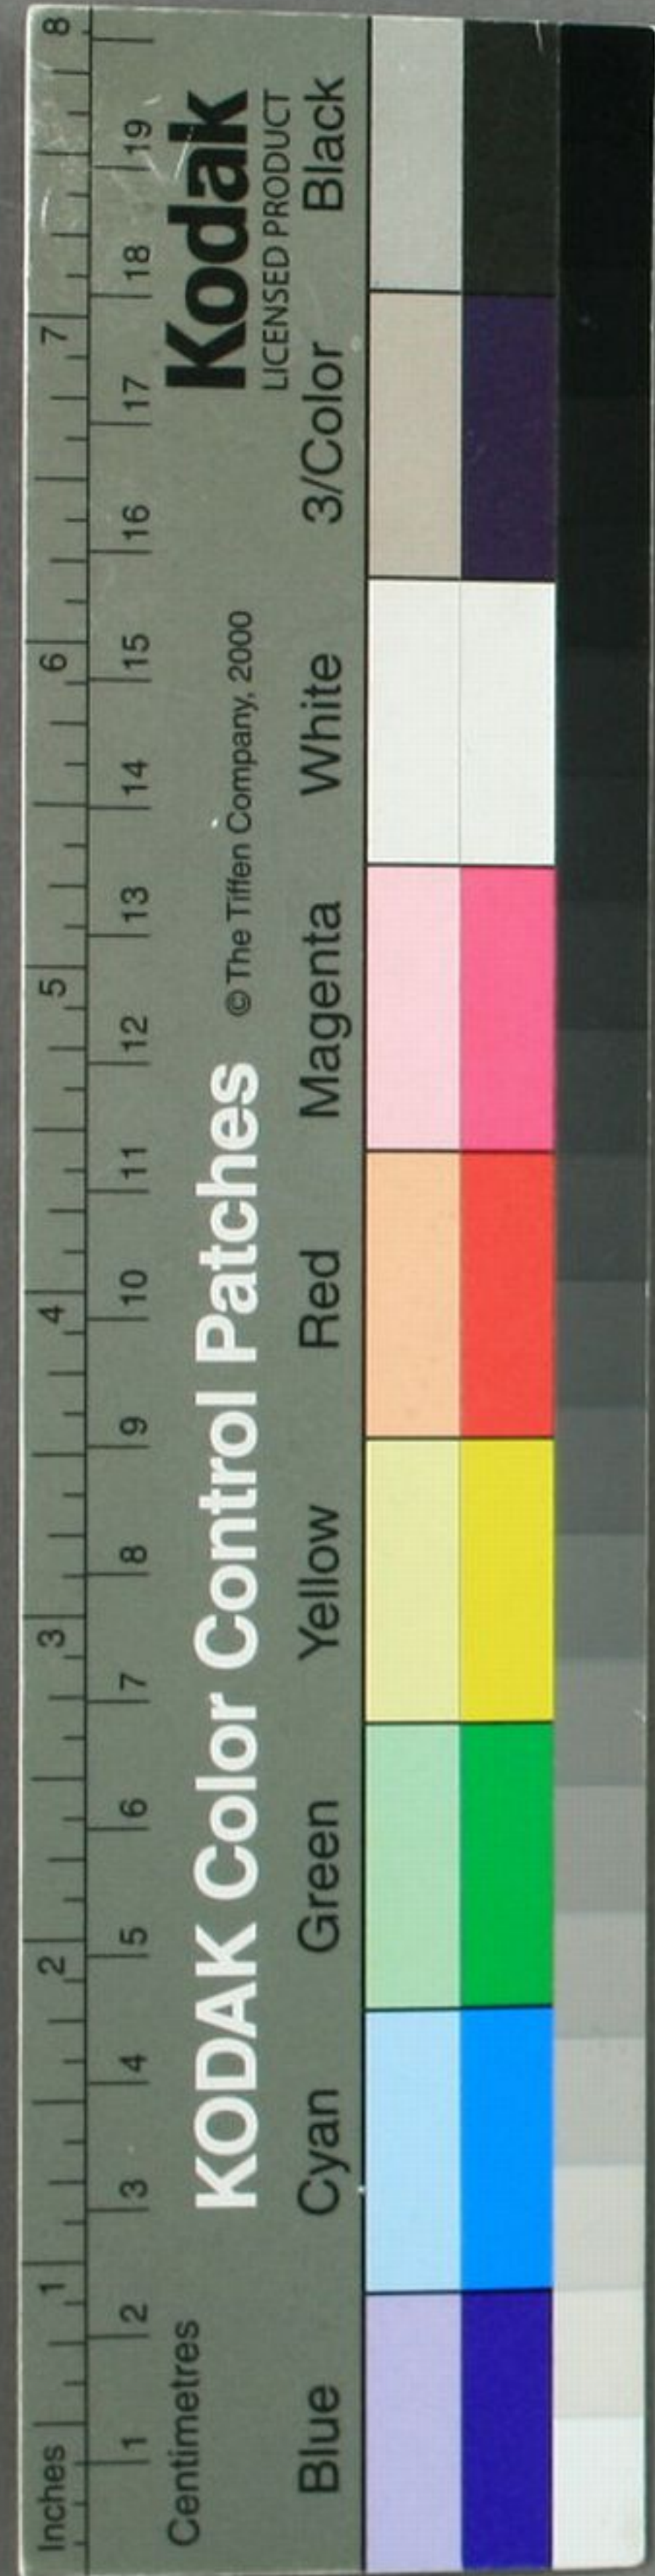 Inches 1 2 3 4 5 6 7 8
1 2 3 4 5 6 7 8 9 10 11 12 13 14 15 16 17 18 19
Centimetres
KODAK Color Control Patches © The Tiffen Company, 2000 Kodak
LICENSED PRODUCT
Blue Cyan Green Yellow Red Magenta White 3/Color Black